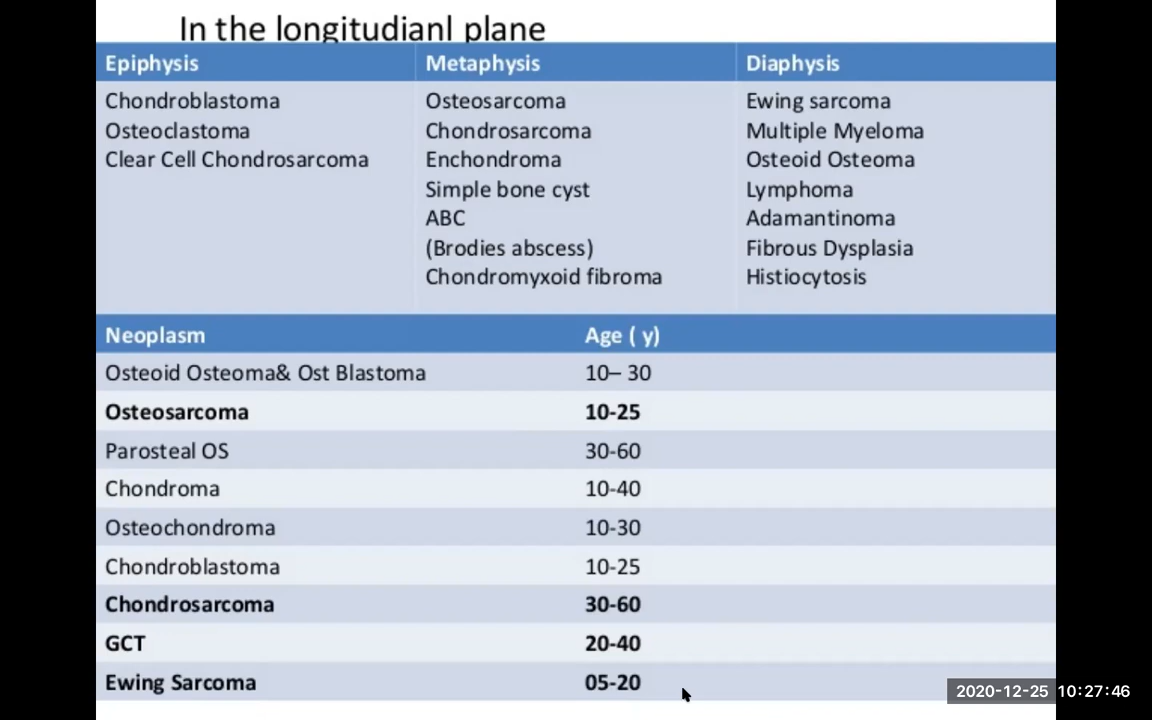 In the longitudianl plane
Epiphysis Metaphysis Diaphysis
Chondroblastoma Osteosarcoma Ewing sarcoma
Osteoclastoma Chondrosarcoma Multiple Myeloma
Clear Cell Chondrosarcoma Enchondroma Osteoid Osteoma
Simple bone cyst Lymphoma
ABC Adamantinoma
(Brodies abscess) Fibrous Dysplasia
Chondromyxoid fibroma Histiocytosis
Neoplasm Age ( y)
Osteoid Osteoma& Ost Blastoma 10– 30
Osteosarcoma 10-25
Parosteal OS 30-60
Chondroma 10-40
Osteochondroma 10-30
Chondroblastoma 10-25
Chondrosarcoma 30-60
GCT 20-40
Ewing Sarcoma 05-20
2020-12-25 10:27:46